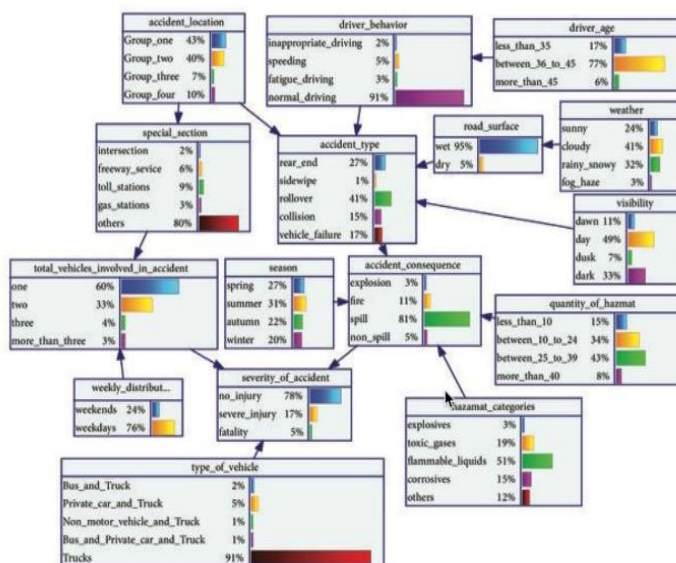 accident_location
Group_one 43%
Group_two 40%
Group_three 7%
Group_four 10%
driver_behavior
inappropriate_driving 2%
speeding 5%
fatigue_driving 3%
normal_driving 91%
driver_age
less_than_35 17%
between_36_to_45 77%
more_than_45 6%
special_section
intersection 2%
freeway_sevice 6%
toll_stations 9%
gas_stations 3%
others 80%
accident_type
rear_end 27%
sidewipe 1%
rollover 41%
collision 15%
vehicle_failure 17%
road_surface
wet 95%
dry 5%
weather
sunny 24%
cloudy 41%
rainy_snowy 32%
fog_haze 3%
visibility
dawn 11%
day 49%
dusk 7%
dark 33%
total_vehicles_involved_in_accident
one 60%
two 33%
three 4%
more_than_three 3%
season
spring 27%
summer 31%
autumn 22%
winter 20%
accident_consequence
explosion 3%
fire 11%
spill 81%
non_spill 5%
quantity_of_hazmat
less_than_10 15%
between_10_to_24 34%
between_25_to_39 43%
more_than_40 8%
weekly_distribut...
weekends 24%
weekdays 76%
severity_of_accident
no_injury 78%
severe_injury 17%
fatality 5%
hazamat_categories
explosives 3%
toxic_gases 19%
flammable_liquids 51%
corrosives 15%
others 12%
type_of_vehicle
Bus_and_Truck 2%
Private_car_and_Truck 5%
Non_motor_vehicle_and_Truck 1%
Bus_and_Private_car_and_Truck 1%
Trucks 91%